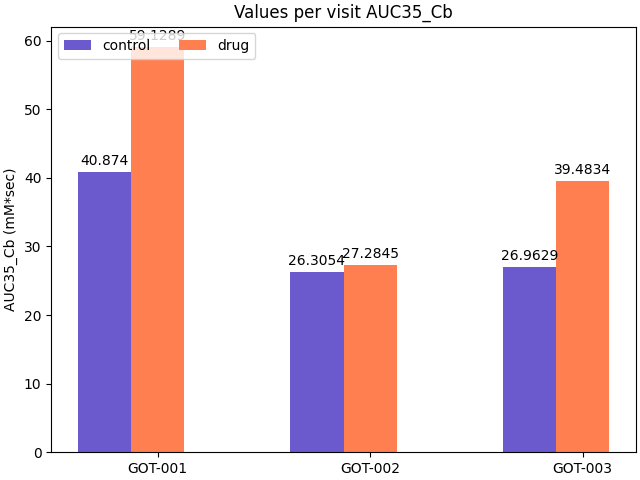 Values per visit AUC35_Cb
control
drug
AUC35_Cb (mM*sec)
60
50
40
30
20
10
0
59.1289
40.874
26.3054
27.2845
26.9629
39.4834
GOT-001
GOT-002
GOT-003